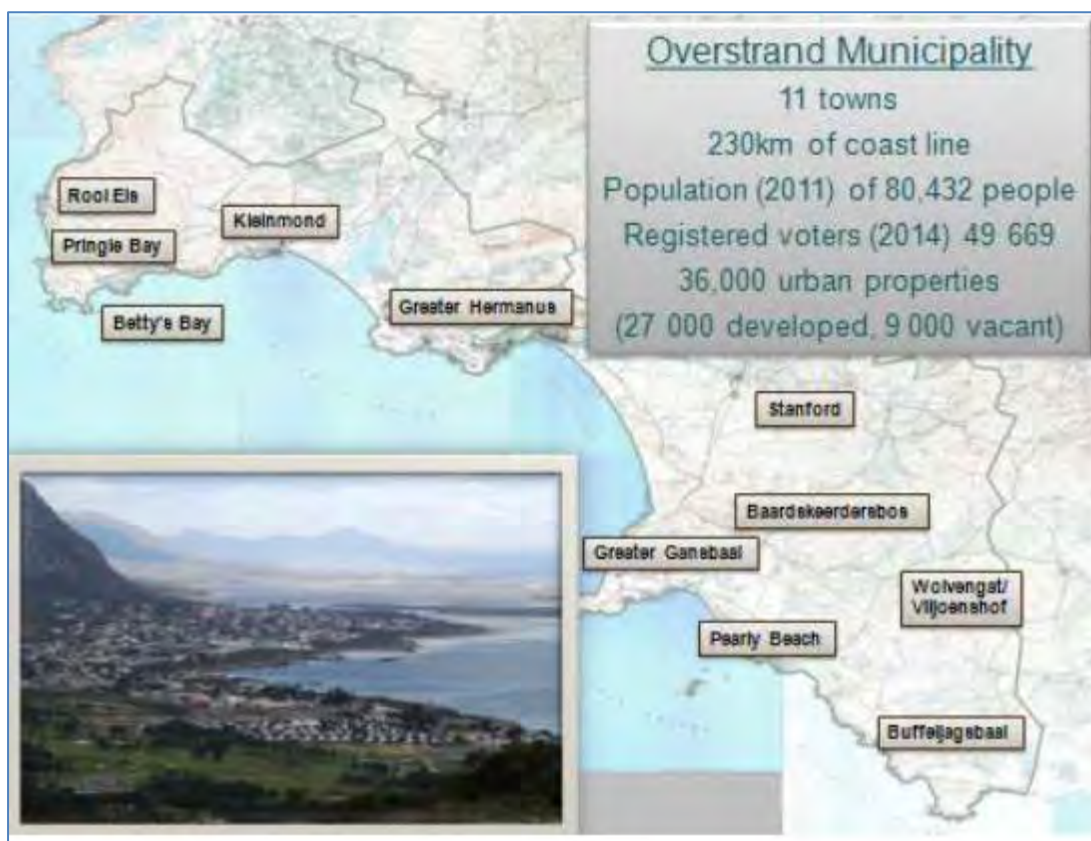 Overstrand Municipality
11 towns
230km of coast line
Population (2011) of 80,432 people
Registered voters (2014) 49 669
36,000 urban properties
(27 000 developed, 9 000 vacant)
Rooi Els
Pringle Bay
Betty's Bay
Kleinmond
Greater Hermanus
Stanford
Baardskeerdersbos
Greater Gansbaai
Wolvengat/
Viljoenshof
Pearly Beach
Buffeljagsbaai